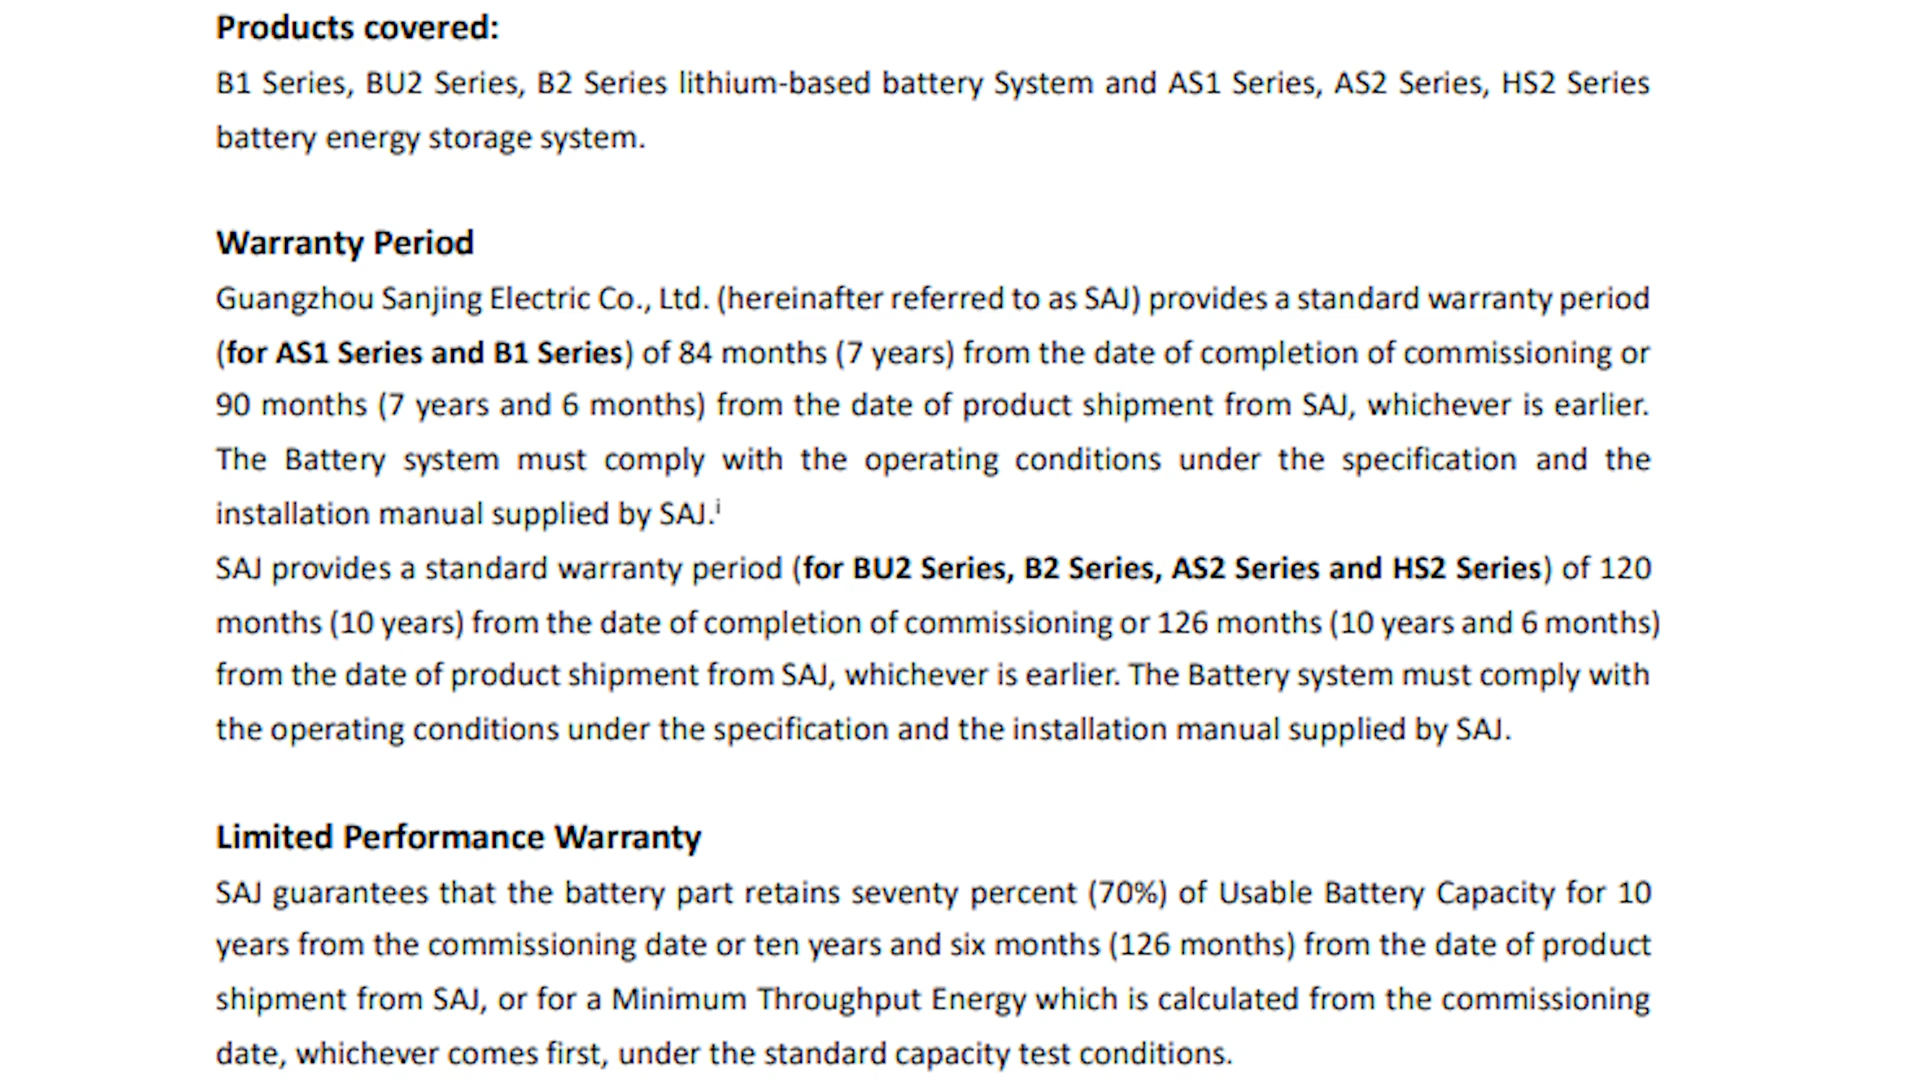 Products covered:
B1 Series, BU2 Series, B2 Series lithium-based battery System and AS1 Series, AS2 Series, HS2 Series
battery energy storage system.
Warranty Period
Guangzhou Sanjing Electric Co., Ltd. (hereinafter referred to as SAJ) provides a standard warranty period
(for AS1 Series and B1 Series) of 84 months (7 years) from the date of completion of commissioning or
90 months (7 years and 6 months) from the date of product shipment from SAJ, whichever is earlier.
The Battery system must comply with the operating conditions under the specification and the
installation manual supplied by SAJ.i
SAJ provides a standard warranty period (for BU2 Series, B2 Series, AS2 Series and HS2 Series) of 120
months (10 years) from the date of completion of commissioning or 126 months (10 years and 6 months)
from the date of product shipment from SAJ, whichever is earlier. The Battery system must comply with
the operating conditions under the specification and the installation manual supplied by SAJ.
Limited Performance Warranty
SAJ guarantees that the battery part retains seventy percent (70%) of Usable Battery Capacity for 10
years from the commissioning date or ten years and six months (126 months) from the date of product
shipment from SAJ, or for a Minimum Throughput Energy which is calculated from the commissioning
date, whichever comes first, under the standard capacity test conditions.